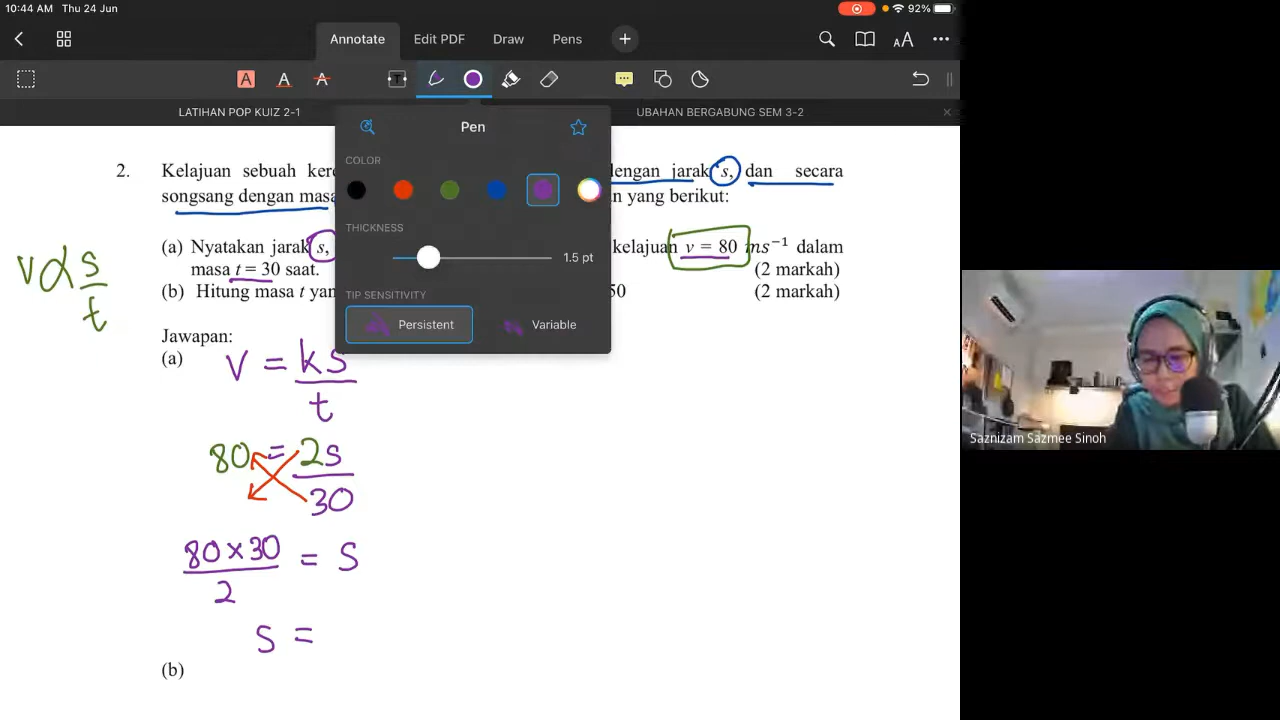 10:44 AM Thu 24 Jun
92%
Annotate Edit PDF Draw Pens
AA
A A A T
LATIHAN POP KUIZ 2-1 UBAHAN BERGABUNG SEM 3-2
Pen
COLOR
THICKNESS
1.5 pt
TIP SENSITIVITY
Persistent Variable
2. Kelajuan sebuah dengan jarak s, dan secara
songsang dengan masa yang berikut:
(a) Nyatakan jarak s, kelajuan v = 80 ms⁻¹ dalam
masa t = 30 saat. (2 markah)
(b) Hitung masa t 50 (2 markah)
v ∝ s/t
Jawapan:
(a)
v = ks/t
80 = 2s/30
80 × 30/2 = s
s =
(b)
Saznizam Sazmee Sinoh